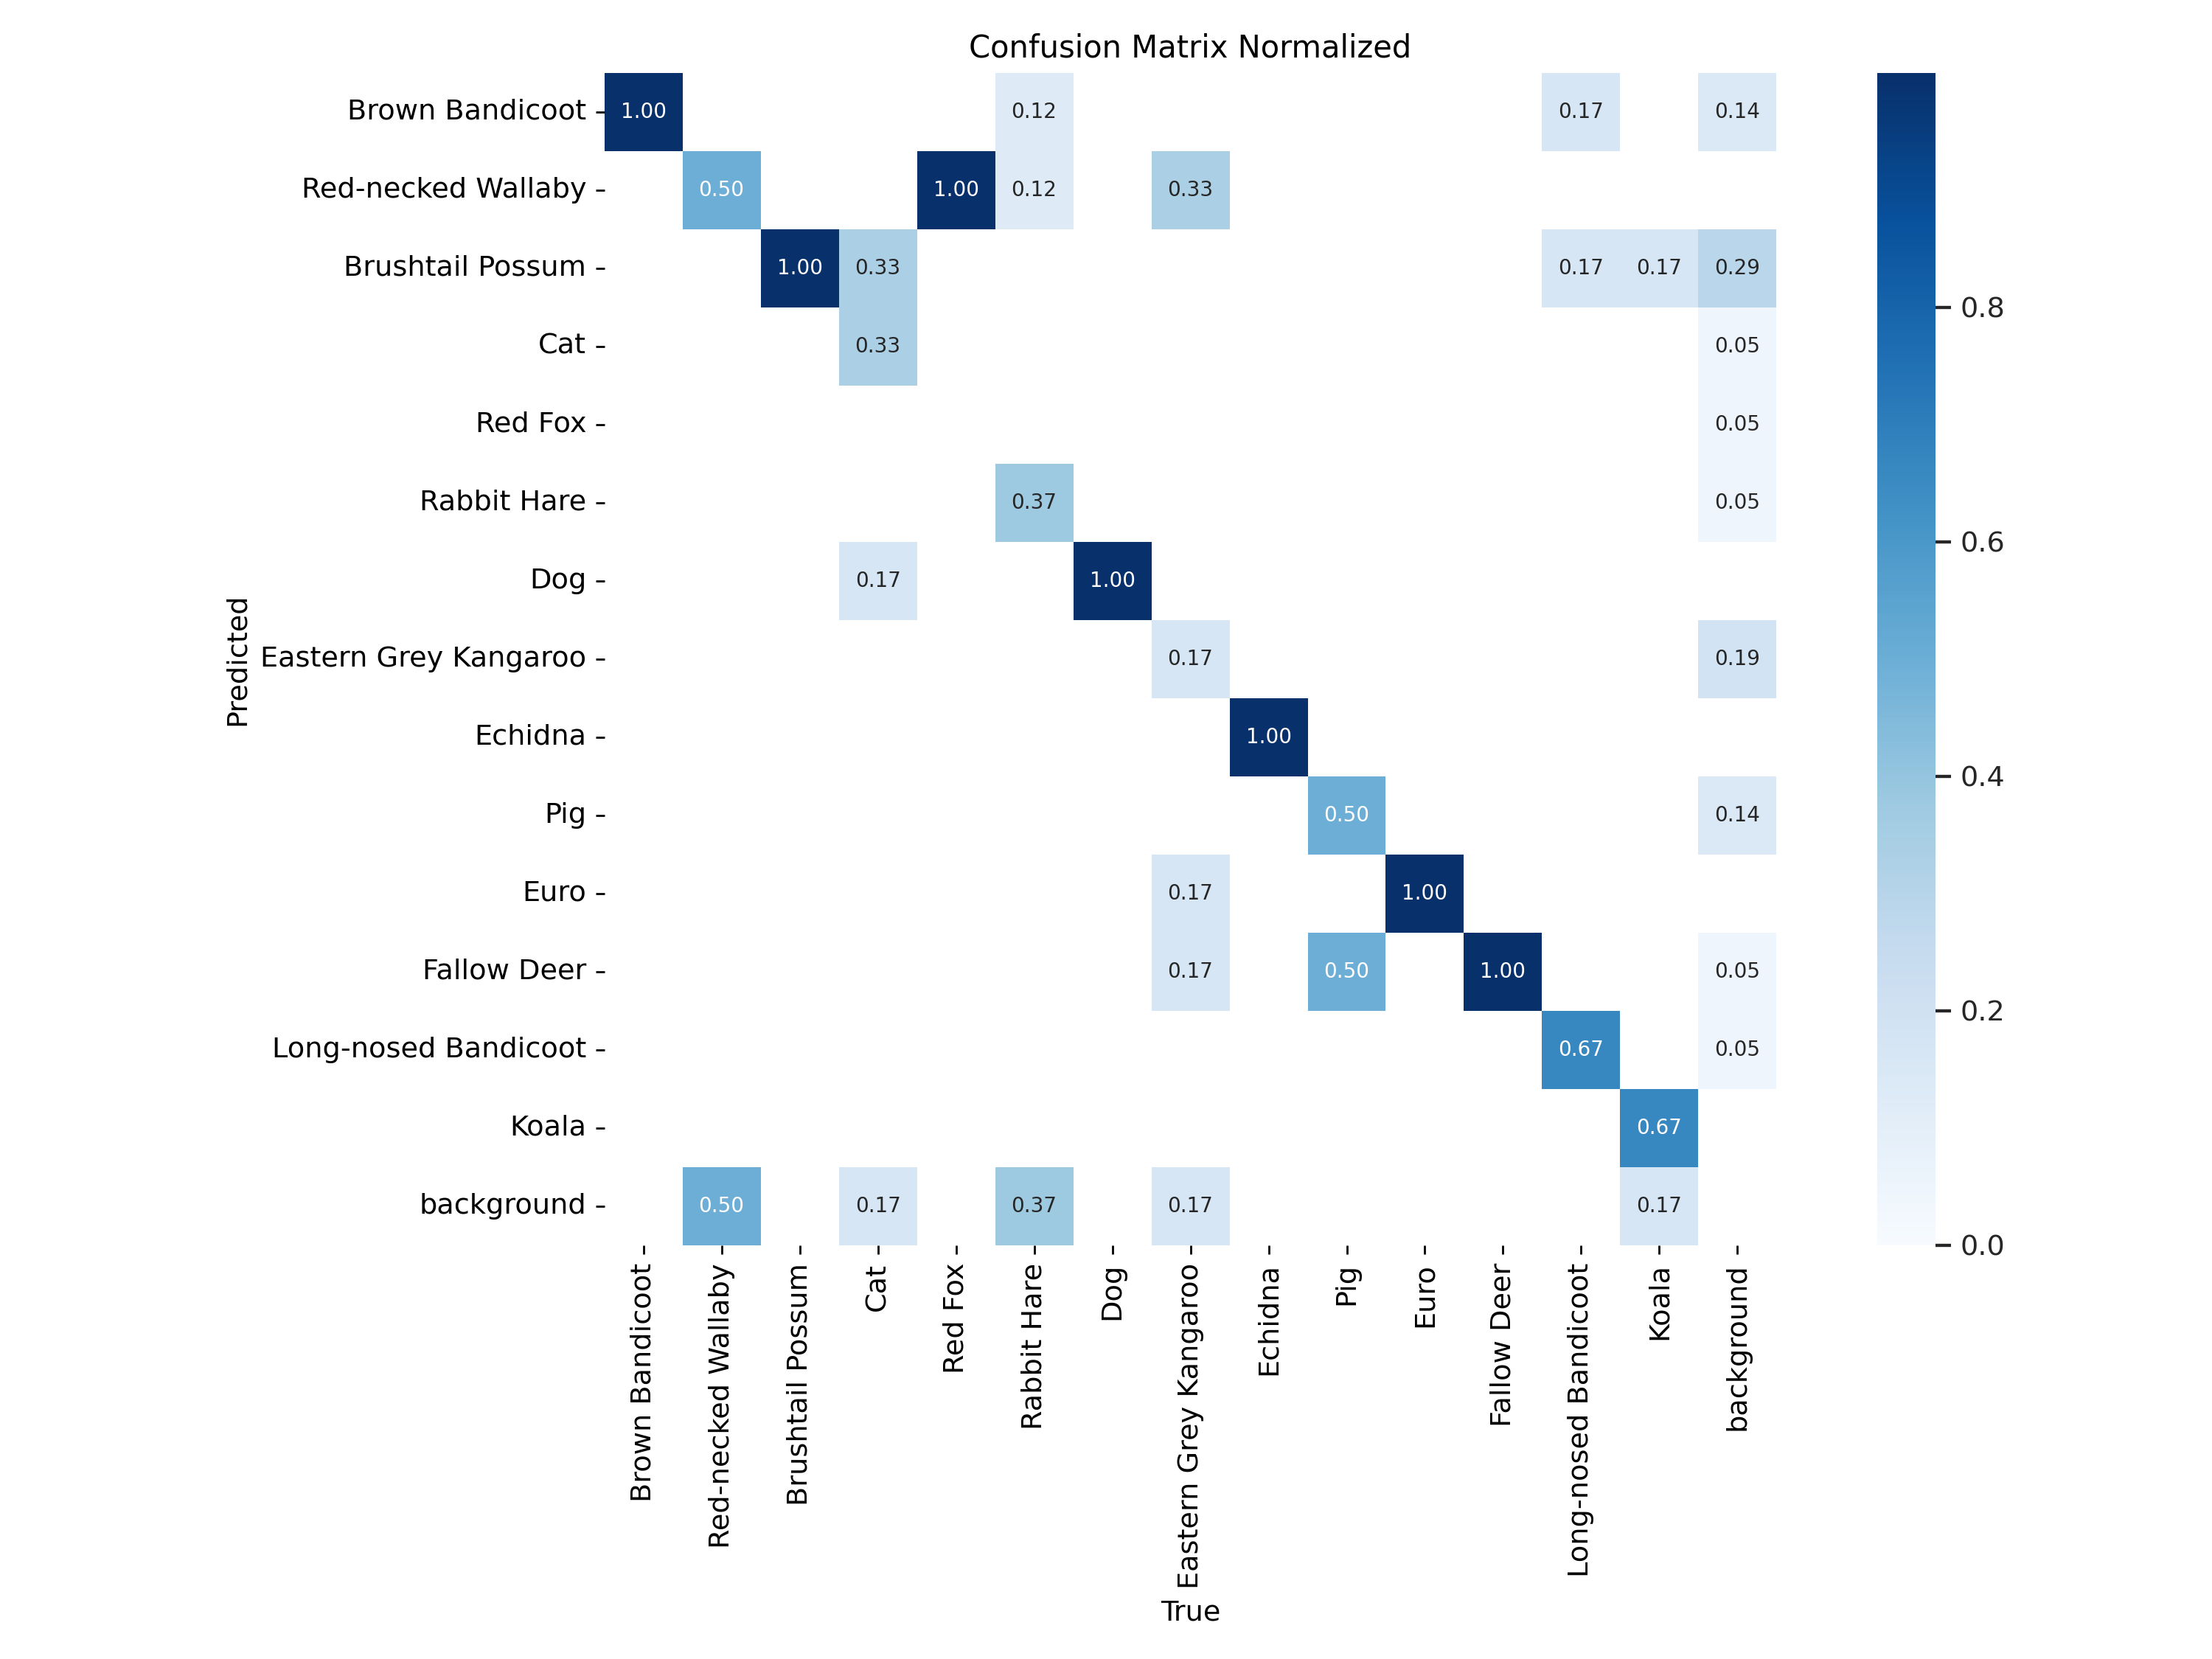 Confusion Matrix Normalized
Brown Bandicoot 1.00 0.12 0.17 0.14
Red-necked Wallaby 0.50 1.00 0.12 0.33
Brushtail Possum 1.00 0.33 0.17 0.17 0.29
0.8
Cat 0.33 0.05
Red Fox 0.05
Rabbit Hare 0.37 0.05
0.6
Dog 0.17 1.00
Predicted
Eastern Grey Kangaroo 0.17 0.19
Echidna 1.00
0.4
Pig 0.50 0.14
Euro 0.17 1.00
Fallow Deer 0.17 0.50 1.00 0.05
0.2
Long-nosed Bandicoot 0.67 0.05
Koala 0.67
background 0.50 0.17 0.37 0.17 0.17
0.0
Brown Bandicoot
Red-necked Wallaby
Brushtail Possum
Cat
Red Fox
Rabbit Hare
Dog
Eastern Grey Kangaroo
Echidna
Pig
Euro
Fallow Deer
Long-nosed Bandicoot
Koala
background
True